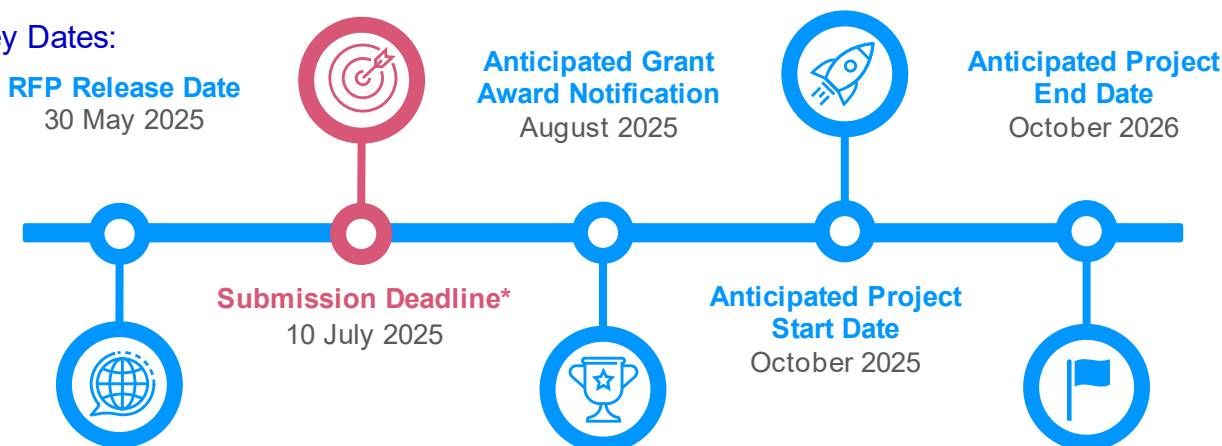 ey Dates:
RFP Release Date
30 May 2025
Submission Deadline*
10 July 2025
Anticipated Grant
Award Notification
August 2025
Anticipated Project
Start Date
October 2025
Anticipated Project
End Date
October 2026